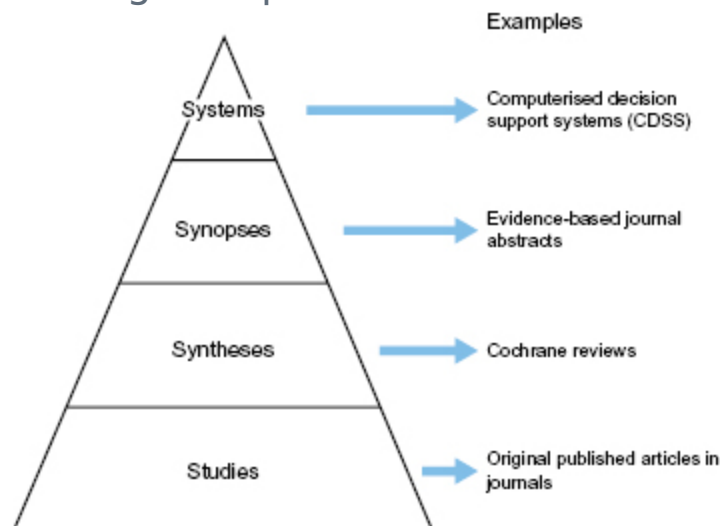 Examples
Systems
Computerised decision
support systems (CDSS)
Synopses
Evidence-based journal
abstracts
Syntheses
Cochrane reviews
Studies
Original published articles in
journals